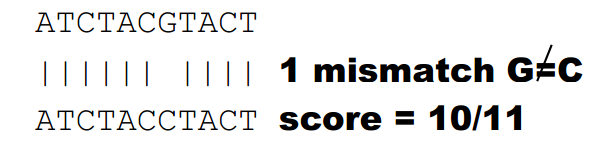 ATCTACGTACT
|||||| |||| 1 mismatch G≠C
ATCTACCTACT score = 10/11